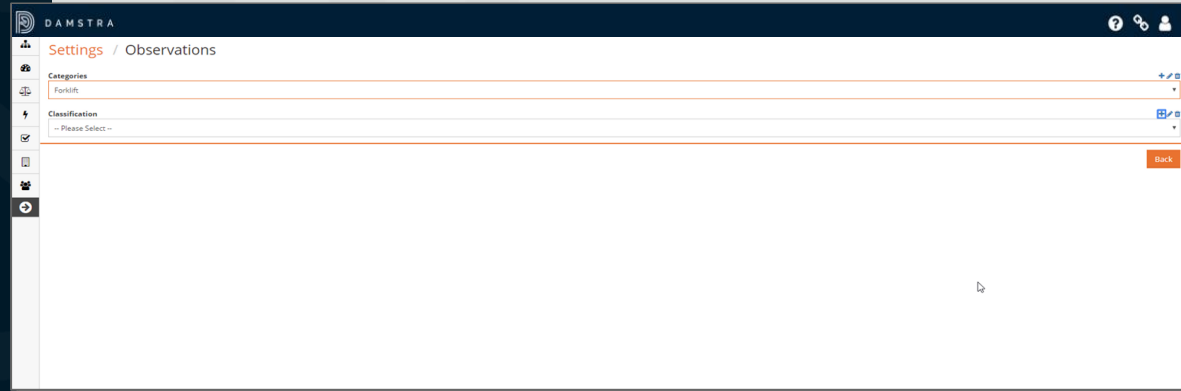 DAMSTRA
Settings / Observations
Categories
Forklift
Classification
-- Please Select --
Back